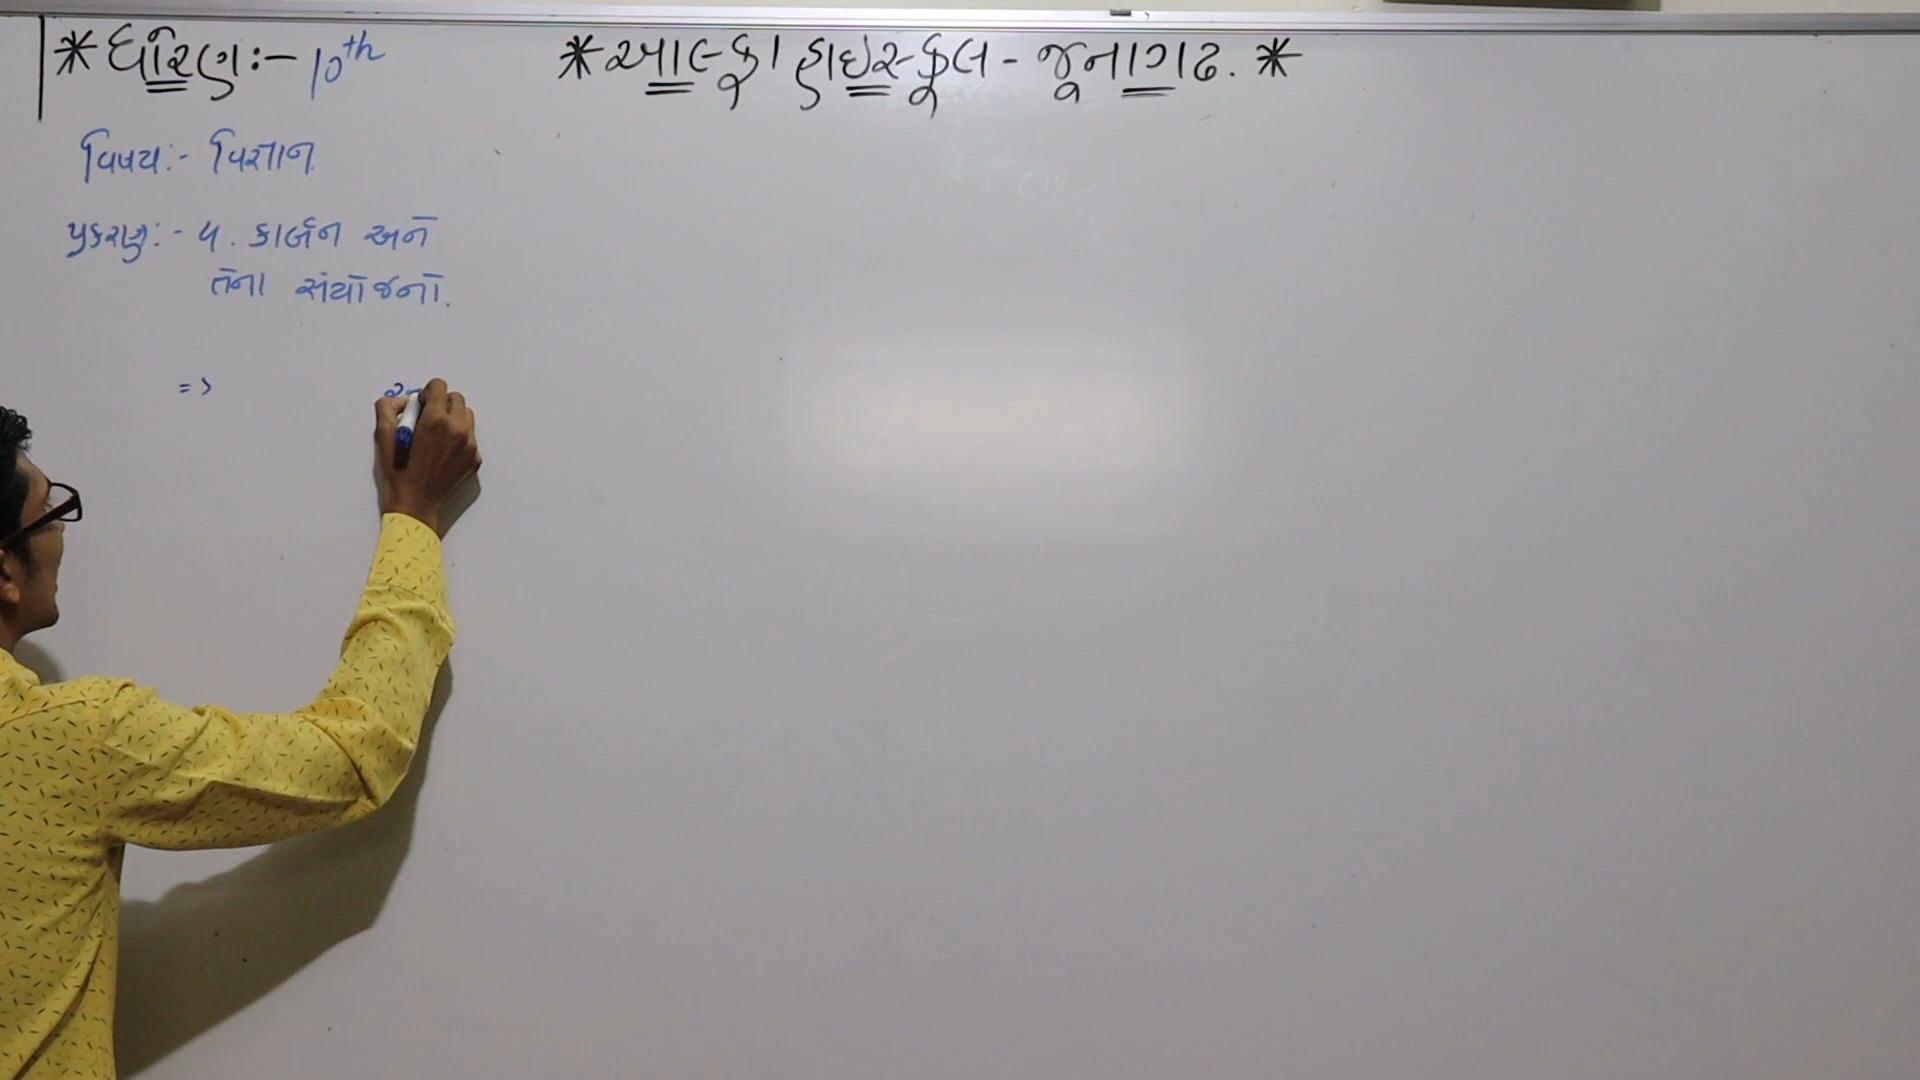 * ધોરણ :- 10th
* આલ્ફા હાઇસ્કૂલ - જૂનાગઢ. *
વિષય :- વિજ્ઞાન
પ્રકરણ :- ૫. કાર્બન અને
તેના સંયોજનો.
=>